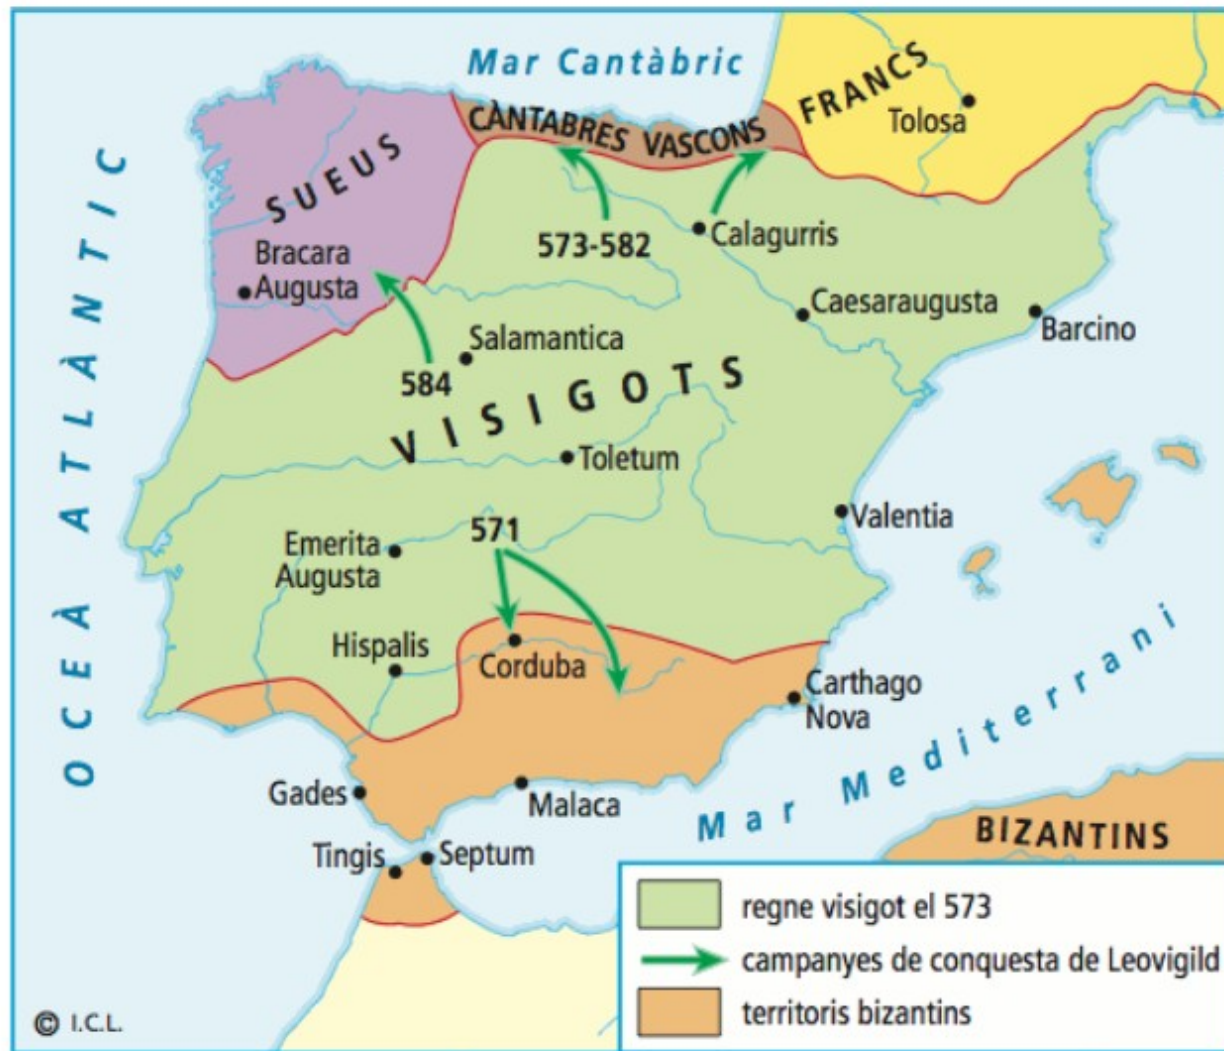 Mar Cantàbric
FRANCS
Tolosa
CÀNTABRES VASCONS
SUEUS
573-582
Calagurris
Bracara
Augusta
Caesaraugusta
Barcino
Salamantica
584
VISIGOTS
OCEÀ ATLÀNTIC
Toletum
Valentia
571
Emerita
Augusta
Hispalis
Corduba
Carthago
Nova
Mar Mediterrani
Gades
Malaca
BIZANTINS
Tingis
Septum
regne visigot el 573
campanyes de conquesta de Leovigild
territoris bizantins
© I.C.L.